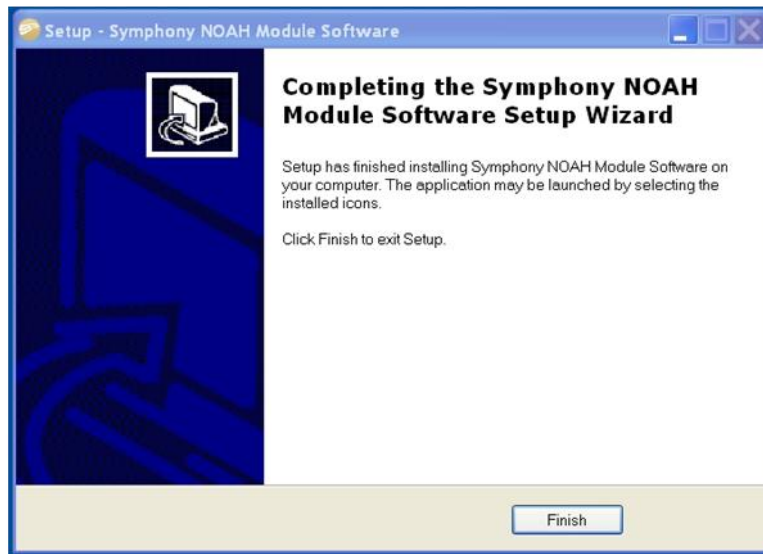 Setup - Symphony NOAH Module Software
Completing the Symphony NOAH
Module Software Setup Wizard
Setup has finished installing Symphony NOAH Module Software on
your computer. The application may be launched by selecting the
installed icons.
Click Finish to exit Setup.
Finish